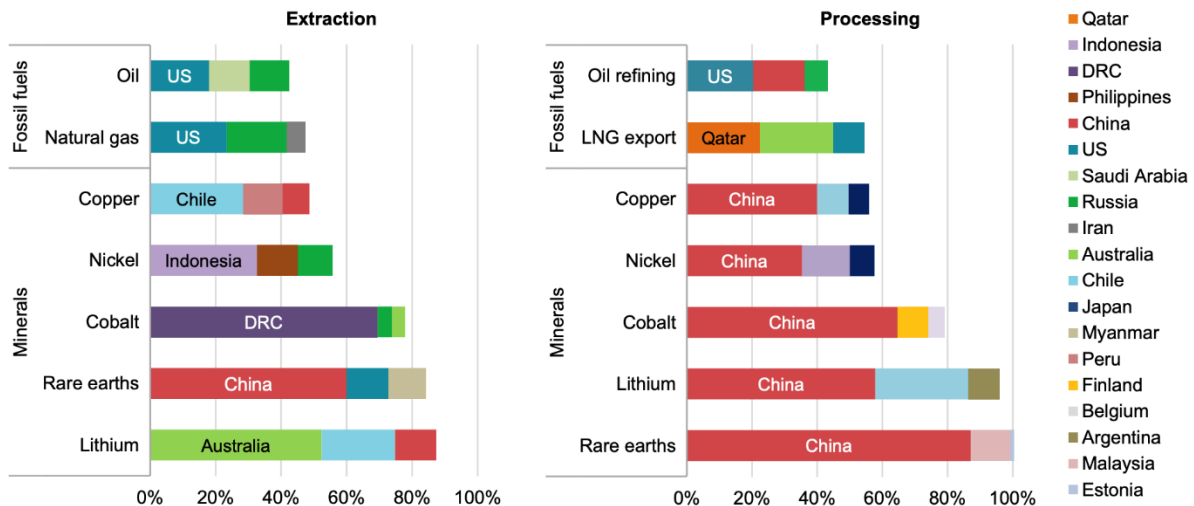 Extraction
Fossil fuels
Oil
US
Natural gas
US
Minerals
Copper
Chile
Nickel
Indonesia
Cobalt
DRC
Rare earths
China
Lithium
Australia
0% 20% 40% 60% 80% 100%
Processing
Fossil fuels
Oil refining
US
LNG export
Qatar
Minerals
Copper
China
Nickel
China
Cobalt
China
Lithium
China
Rare earths
China
0% 20% 40% 60% 80% 100%
Qatar
Indonesia
DRC
Philippines
China
US
Saudi Arabia
Russia
Iran
Australia
Chile
Japan
Myanmar
Peru
Finland
Belgium
Argentina
Malaysia
Estonia